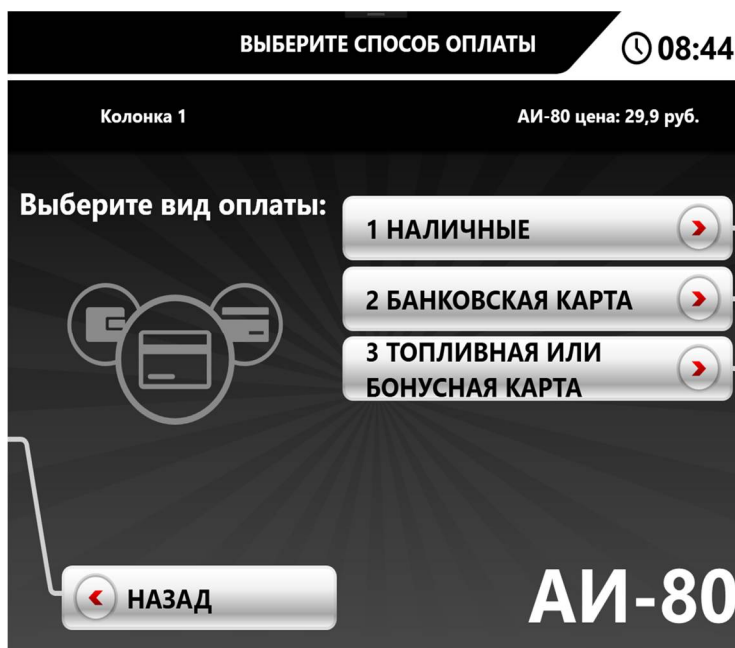 ВЫБЕРИТЕ СПОСОБ ОПЛАТЫ
08:44
Колонка 1
АИ-80 цена: 29,9 руб.
Выберите вид оплаты:
1 НАЛИЧНЫЕ
2 БАНКОВСКАЯ КАРТА
3 ТОПЛИВНАЯ ИЛИ
БОНУСНАЯ КАРТА
НАЗАД
АИ-80